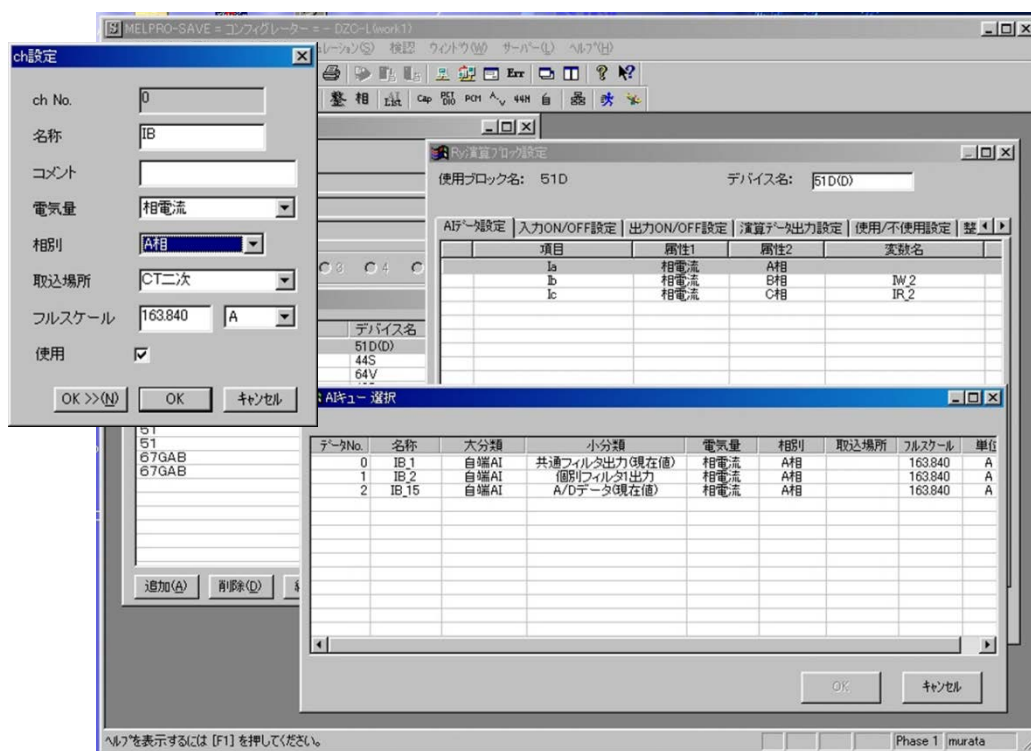 MELPRO-SAVE = コンフィグレーター = - DZC-L(work1)
検認 ウィンドウ(W) サーバー(L) ヘルプ(H)
Err
整 相 Cap PCM 44H
ch設定
ch No. 0
名称 IB
コメント
電気量 相電流
相別 A相
取込場所 CT二次
フルスケール 163.840 A
使用
OK >>(N) OK キャンセル
デバイス名
51D(D)
44S
64V
51
51
67GAB
67GAB
追加(A) 削除(D)
Ry演算ブロック設定
使用ブロック名: 51D デバイス名: 51D(D)
AIデータ設定 入力ON/OFF設定 出力ON/OFF設定 演算データ出力設定 使用/不使用設定 整
項目 属性1 属性2 変数名
Ia 相電流 A相
Ib 相電流 B相 IW_2
Ic 相電流 C相 IR_2
AIキュー 選択
データNo. 名称 大分類 小分類 電気量 相別 取込場所 フルスケール 単位
0 IB_1 自端AI 共通フィルタ出力(現在値) 相電流 A相 163.840 A
1 IB_2 自端AI 個別フィルタ1出力 相電流 A相 163.840 A
2 IB_15 自端AI A/Dデータ(現在値) 相電流 A相 163.840 A
OK キャンセル
ヘルプを表示するには [F1] を押してください。
Phase 1 murata